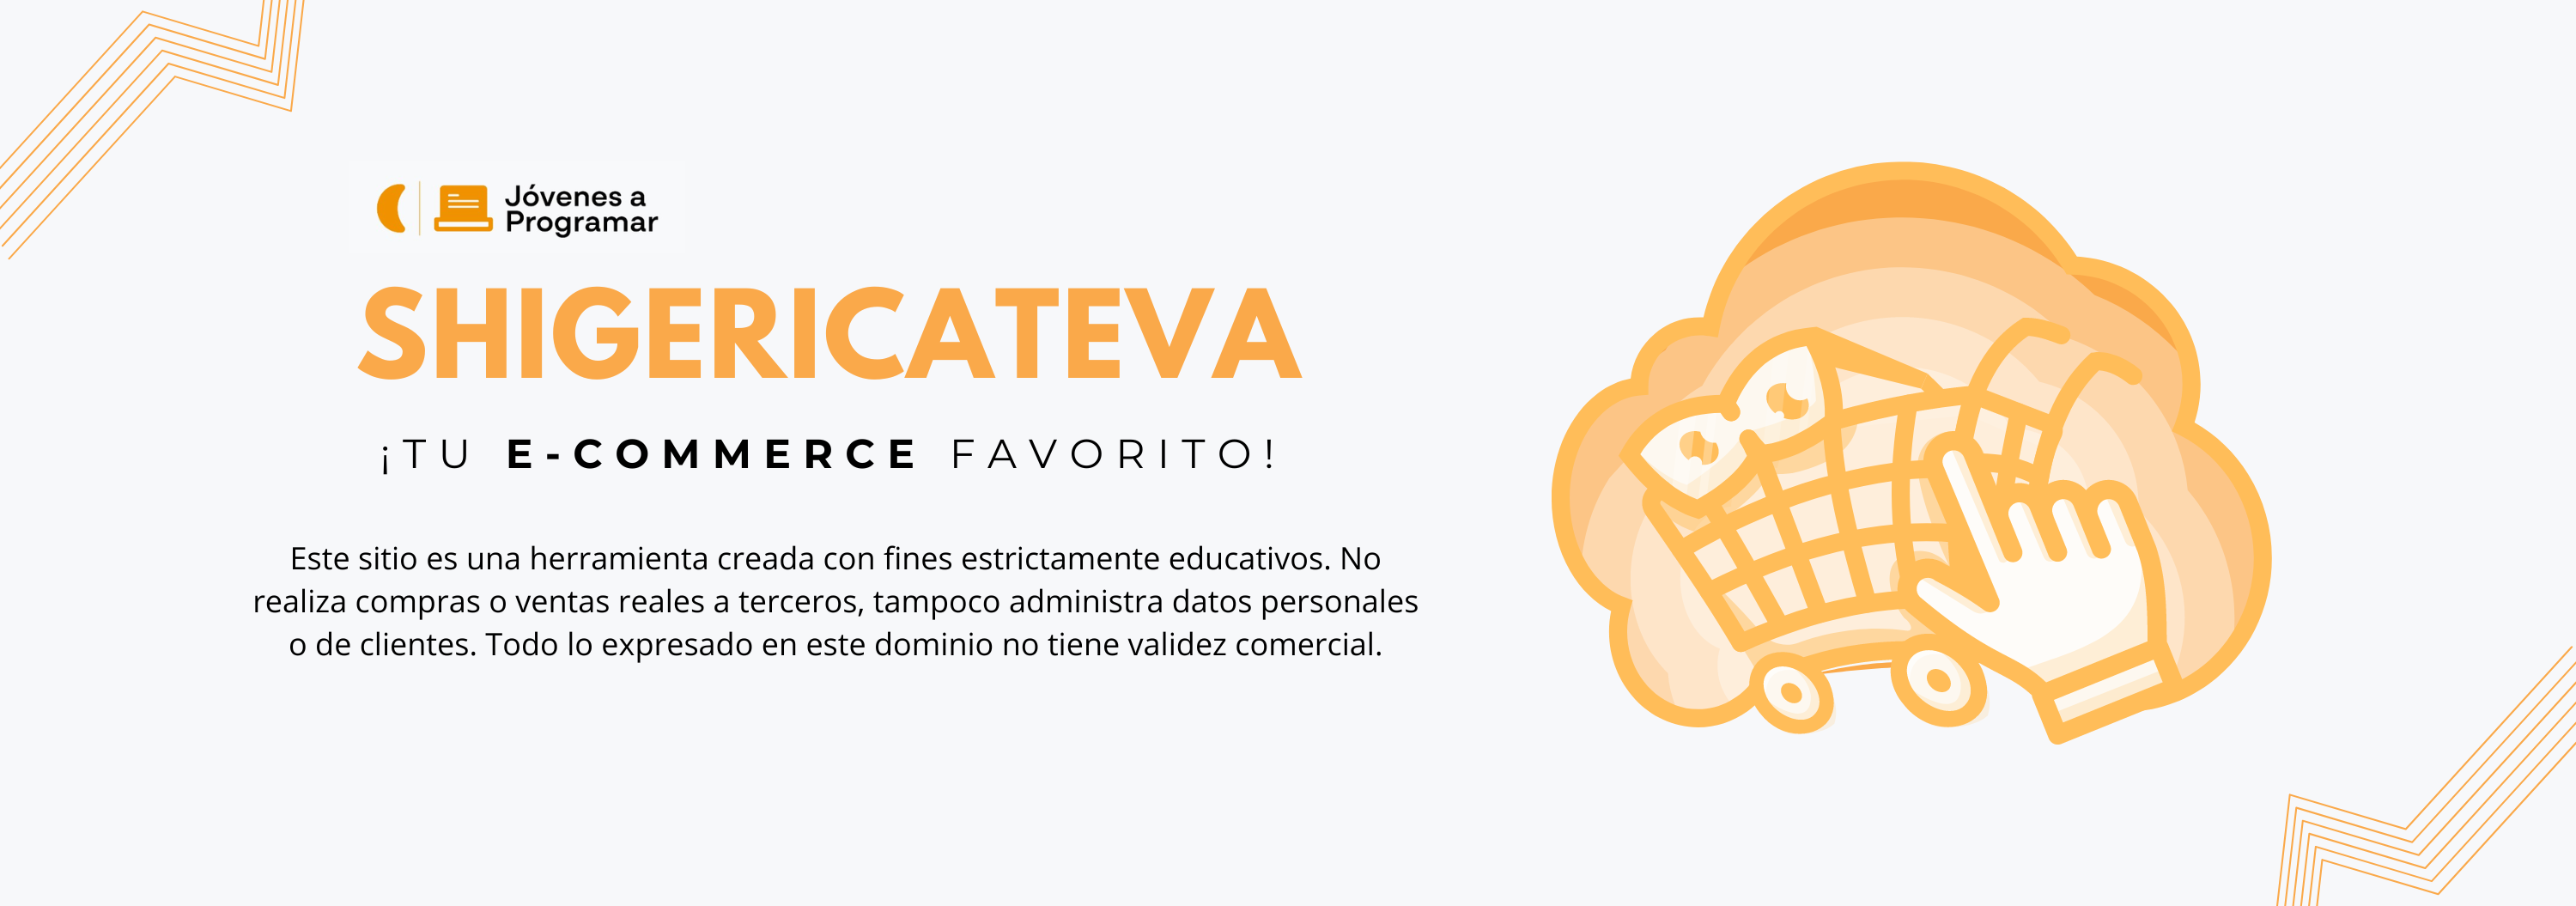 Jóvenes a
Programar
SHIGERICATEVA
¡TU E-COMMERCE FAVORITO!
Este sitio es una herramienta creada con fines estrictamente educativos. No
realiza compras o ventas reales a terceros, tampoco administra datos personales
o de clientes. Todo lo expresado en este dominio no tiene validez comercial.